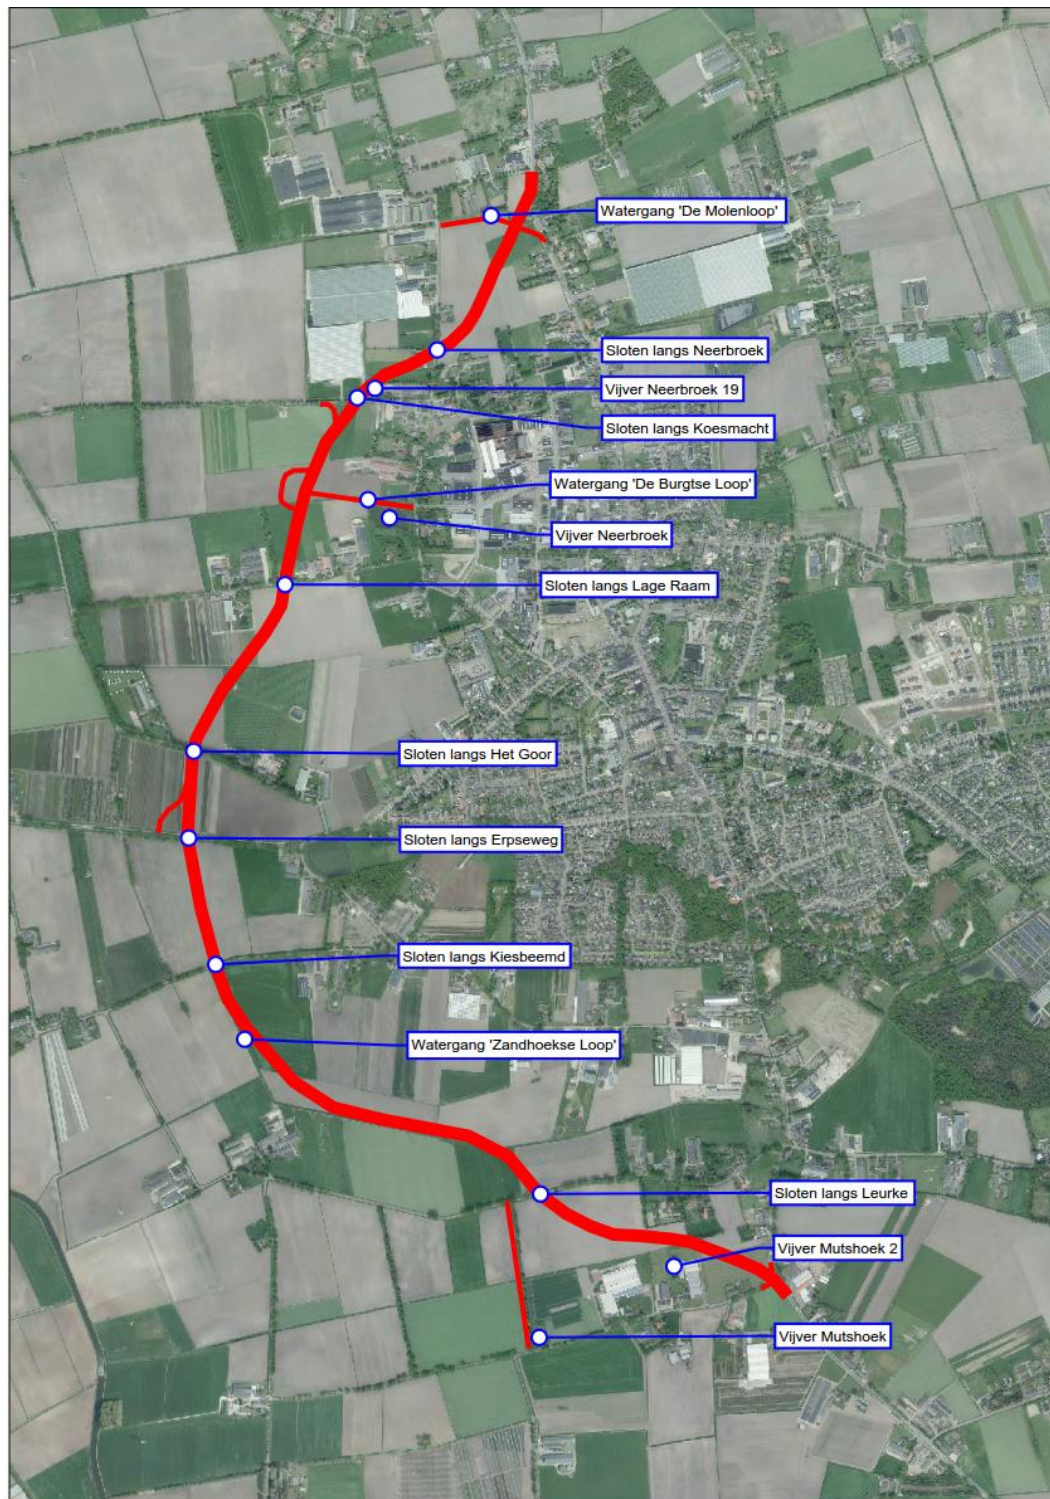 Watergang 'De Molenloop'
Sloten langs Neerbroek
Vijver Neerbroek 19
Sloten langs Koesmacht
Watergang 'De Burgtse Loop'
Vijver Neerbroek
Sloten langs Lage Raam
Sloten langs Het Goor
Sloten langs Erpseweg
Sloten langs Kiesbeemd
Watergang 'Zandhoekse Loop'
Sloten langs Leurke
Vijver Mutshoek 2
Vijver Mutshoek